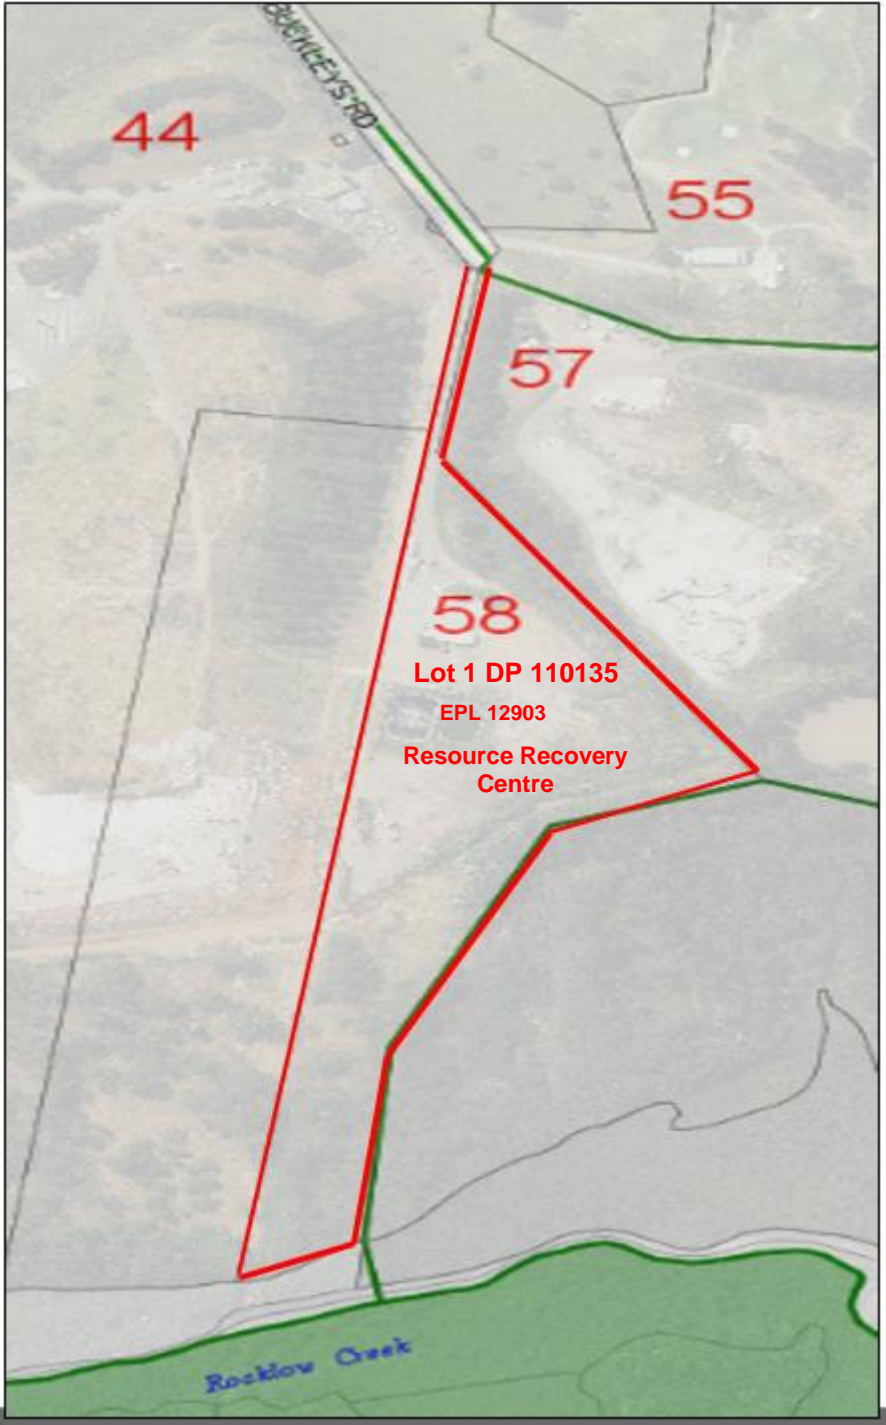 BUCKLEYS RD
44
55
57
58
Lot 1 DP 110135
EPL 12903
Resource Recovery
Centre
Rocklow Creek